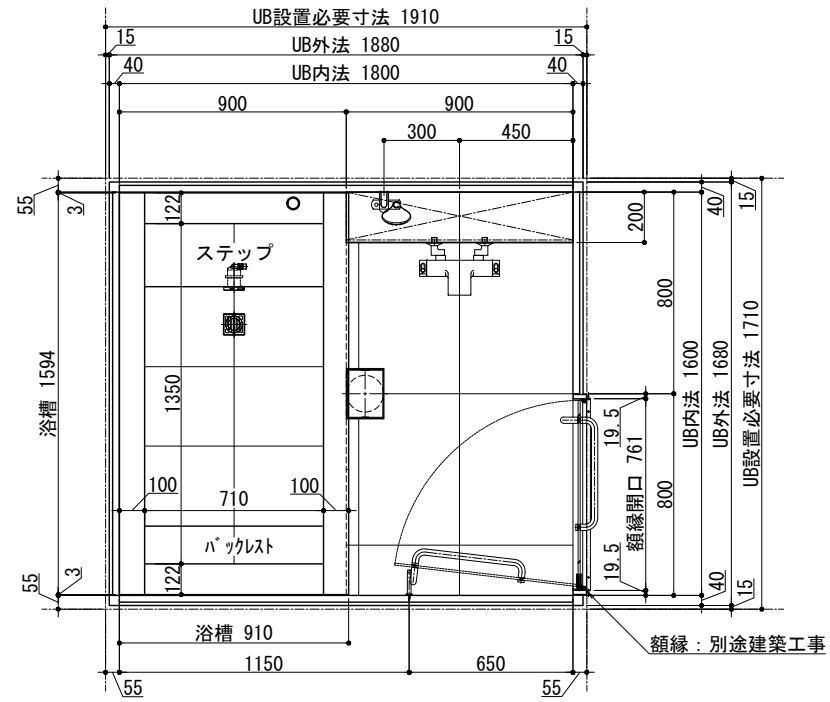 UB設置必要寸法 1910
15 UB外法 1880 15
40 UB内法 1800 40
900 900
300 450
55 3 122 200 40 15
ステップ
800
浴槽 1594
1350
UB内法 1600
UB外法 1680
UB設置必要寸法 1710
19.5
額縁開口 761
800
100 710 100
バックレスト
19.5
55 3 122 40 15
浴槽 910
額縁：別途建築工事
1150 650
55 55